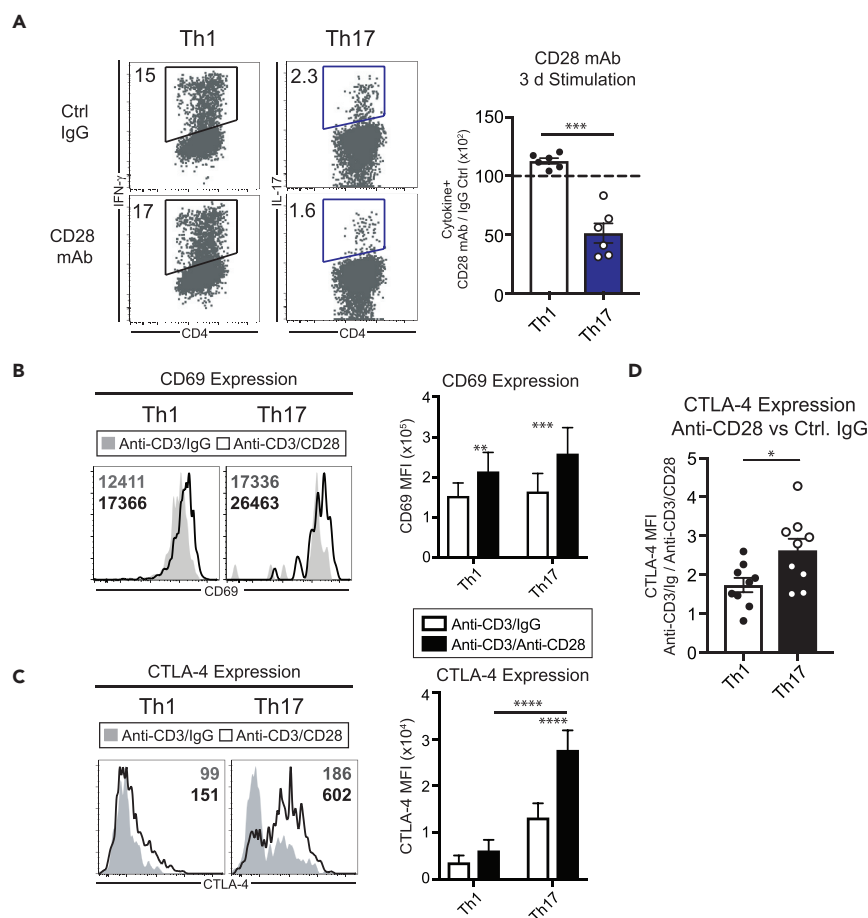 A
Th1
Th17
CD28 mAb
3 d Stimulation
Ctrl
IgG
15
2.3
CD28
mAb
17
1.6
IFN-γ
IL-17
CD4
CD4
Cytokine+
CD28 mAb / IgG Ctrl (x10²)
150
100
50
0
***
Th1
Th17
B
CD69 Expression
Th1
Th17
Anti-CD3/IgG
Anti-CD3/CD28
12411
17366
17336
26463
CD69
CD69 Expression
CD69 MFI (x10⁵)
4
3
2
1
0
**
***
Th1
Th17
Anti-CD3/IgG
Anti-CD3/Anti-CD28
D
CTLA-4 Expression
Anti-CD28 vs Ctrl. IgG
CTLA-4 MFI
Anti-CD3/Ig / Anti-CD3/CD28
5
4
3
2
1
0
*
Th1
Th17
C
CTLA-4 Expression
Th1
Th17
Anti-CD3/IgG
Anti-CD3/CD28
99
151
186
602
CTLA-4
CTLA-4 Expression
CTLA-4 MFI (x10⁴)
4
3
2
1
0
****
****
Th1
Th17